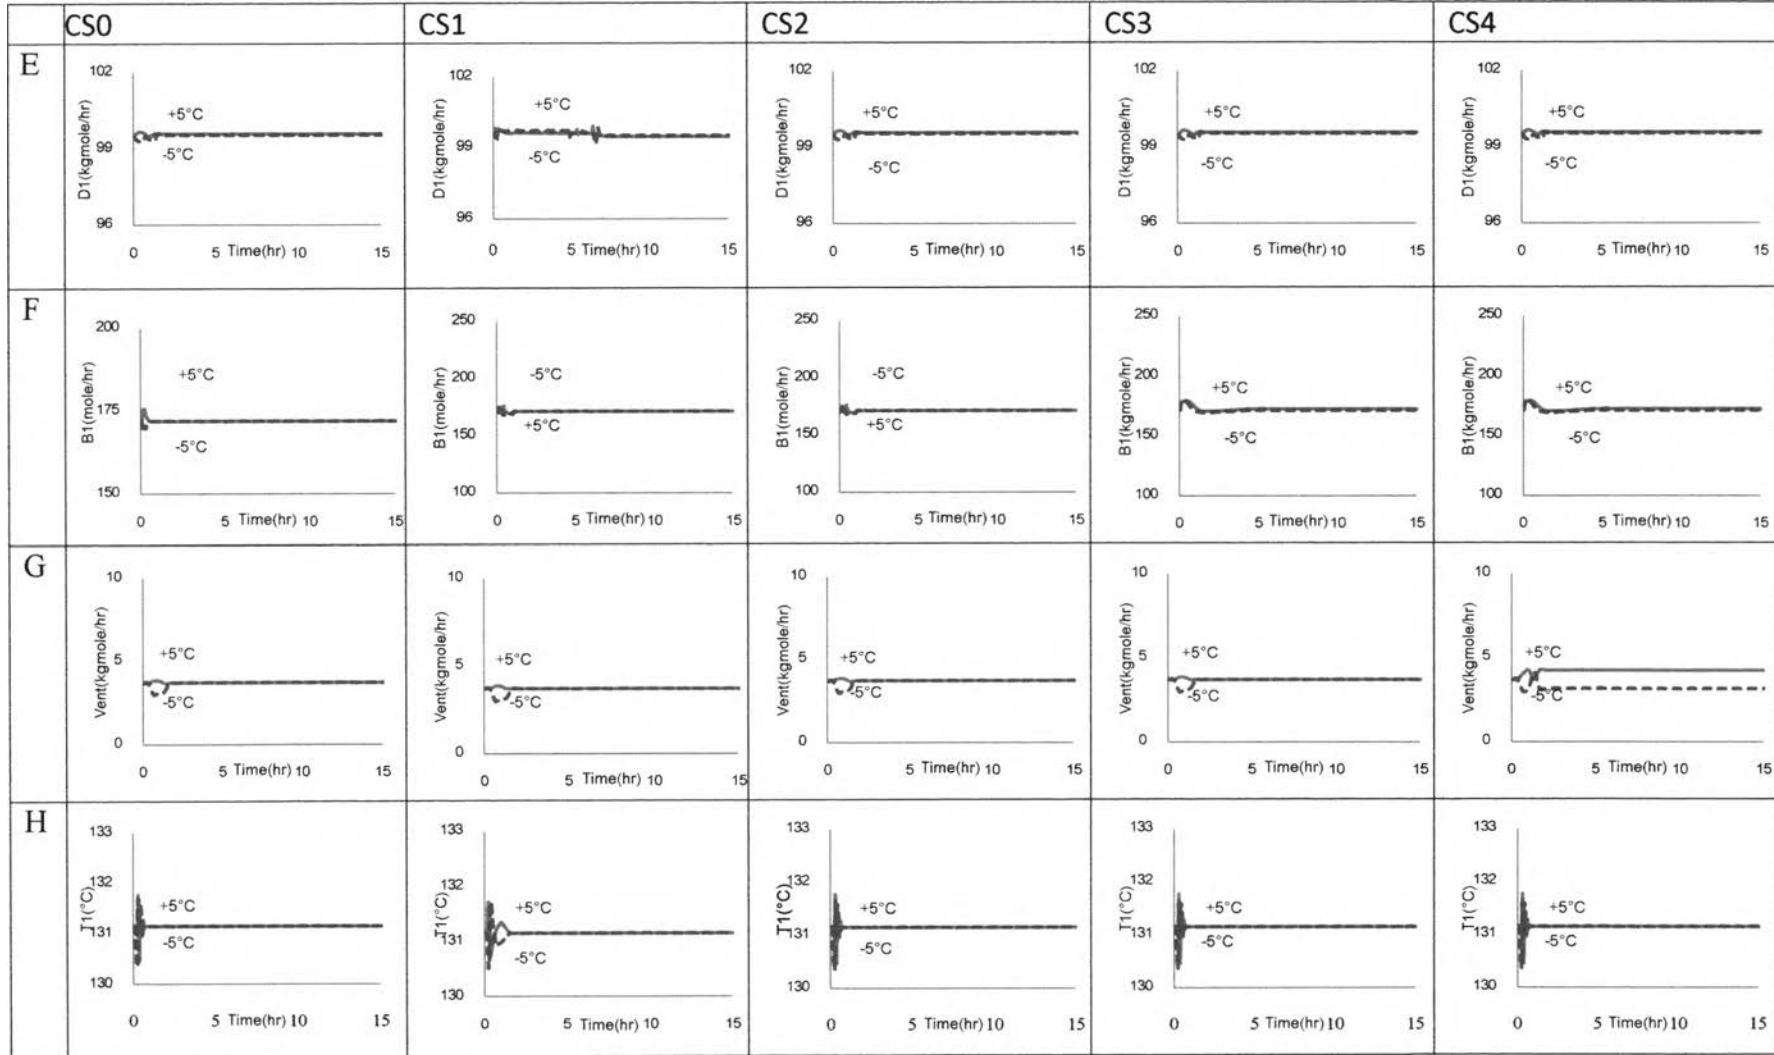 CS0 CS1 CS2 CS3 CS4
E
D1(kgmole/hr)
102
99
96
+5°C
-5°C
0 5 Time(hr) 10 15
D1(kgmole/hr)
102
99
96
+5°C
-5°C
0 5 Time(hr) 10 15
D1(kgmole/hr)
102
99
96
+5°C
-5°C
0 5 Time(hr) 10 15
D1(kgmole/hr)
102
99
96
+5°C
-5°C
0 5 Time(hr) 10 15
D1(kgmole/hr)
102
99
96
+5°C
-5°C
0 5 Time(hr) 10 15
F
B1(mole/hr)
200
175
150
+5°C
-5°C
0 5 Time(hr) 10 15
B1(mole/hr)
250
200
150
100
-5°C
+5°C
0 5 Time(hr) 10 15
B1(mole/hr)
250
200
150
100
-5°C
+5°C
0 5 Time(hr) 10 15
B1(kgmole/hr)
250
200
150
100
+5°C
-5°C
0 5 Time(hr) 10 15
B1(kgmole/hr)
250
200
150
100
+5°C
-5°C
0 5 Time(hr) 10 15
G
Vent(kgmole/hr)
10
5
0
+5°C
-5°C
0 5 Time(hr) 10 15
Vent(kgmole/hr)
10
5
0
+5°C
-5°C
0 5 Time(hr) 10 15
Vent(kgmole/hr)
10
5
0
+5°C
-5°C
0 5 Time(hr) 10 15
Vent(kgmole/hr)
10
5
0
+5°C
-5°C
0 5 Time(hr) 10 15
Vent(kgmole/hr)
10
5
0
+5°C
-5°C
0 5 Time(hr) 10 15
H
T1(°C)
133
132
131
130
+5°C
-5°C
0 5 Time(hr) 10 15
T1(°C)
133
132
131
130
+5°C
-5°C
0 5 Time(hr) 10 15
T1(°C)
133
132
131
130
+5°C
-5°C
0 5 Time(hr) 10 15
T1(°C)
133
132
131
130
+5°C
-5°C
0 5 Time(hr) 10 15
T1(°C)
133
132
131
130
+5°C
-5°C
0 5 Time(hr) 10 15